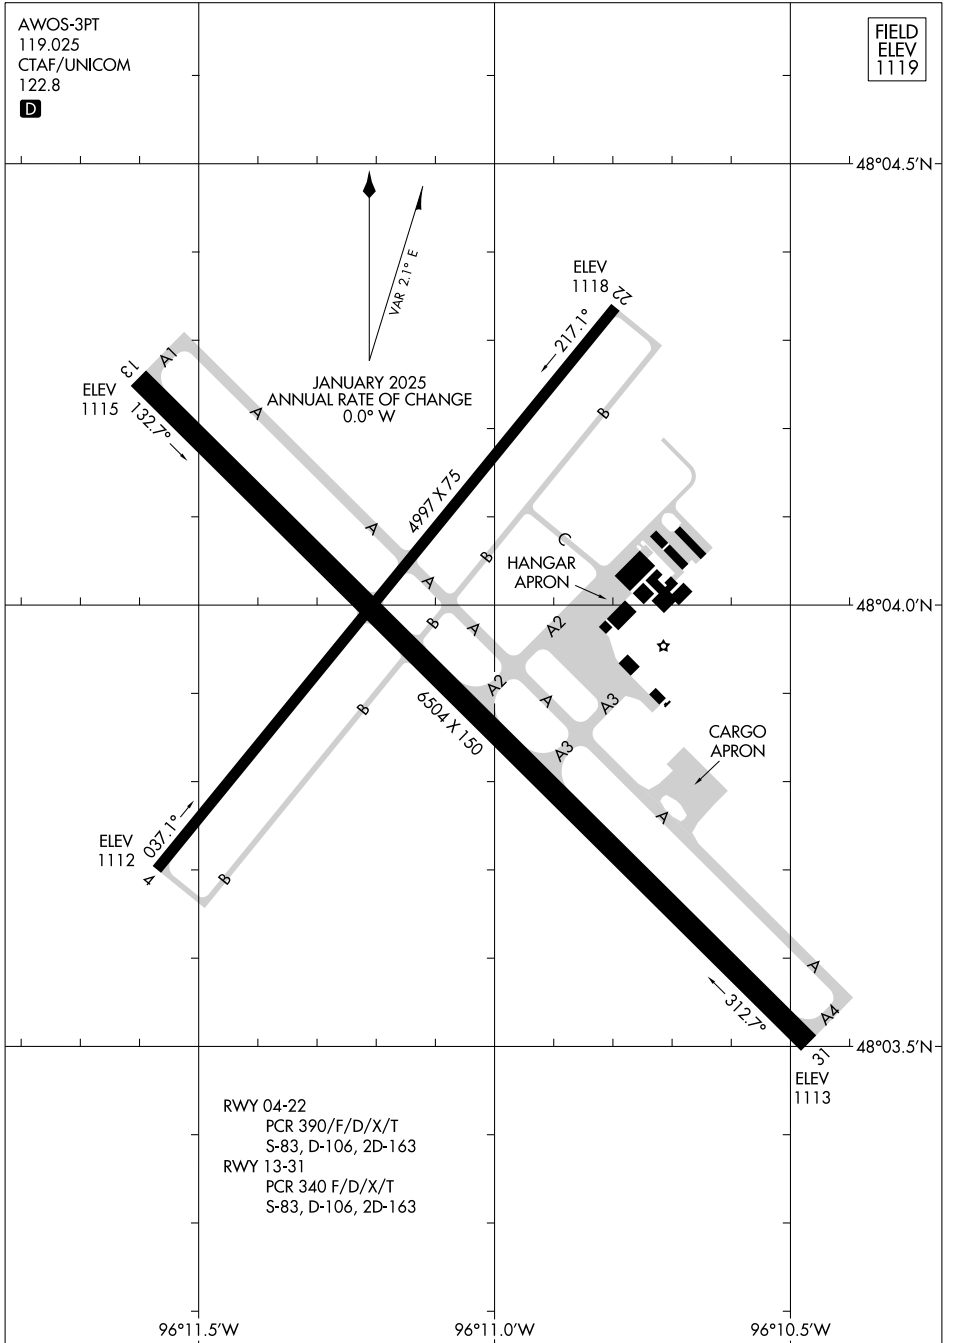 AWOS-3PT
119.025
CTAF/UNICOM
122.8
D
FIELD
ELEV
1119
48°04.5'N
VAR 2.1° E
JANUARY 2025
ANNUAL RATE OF CHANGE
0.0° W
ELEV
1118
22
217.1°
13
A1
ELEV
1115
132.7°
A
B
4997 X 75
A
C
B
A
HANGAR
APRON
48°04.0'N
B
A
A2
A2
A
A3
B
6504 X 150
A3
CARGO
APRON
A
037.1°
ELEV
1112
4
B
A
312.7°
A4
31
48°03.5'N
ELEV
1113
RWY 04-22
PCR 390/F/D/X/T
S-83, D-106, 2D-163
RWY 13-31
PCR 340 F/D/X/T
S-83, D-106, 2D-163
96°11.5'W
96°11.0'W
96°10.5'W